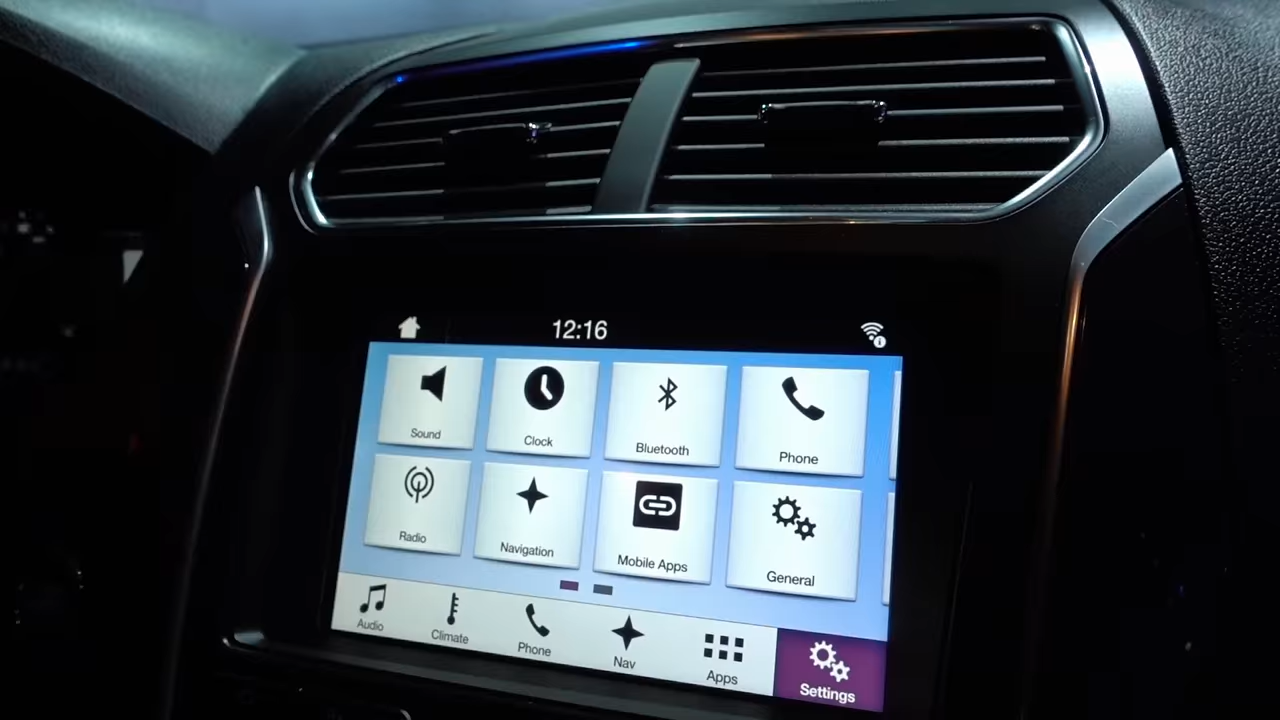 12:16
Sound
Clock
Bluetooth
Phone
Radio
Navigation
Mobile Apps
General
Audio
Climate
Phone
Nav
Apps
Settings